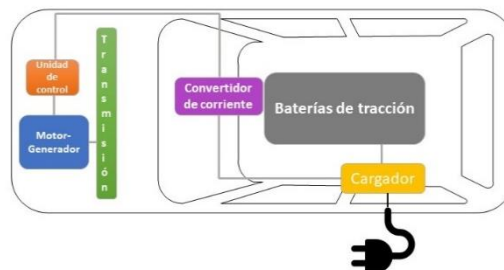 Unidad de
control
Motor-
Generador
T
r
a
n
s
m
i
s
i
ó
n
Convertidor
de corriente
Baterías de tracción
Cargador